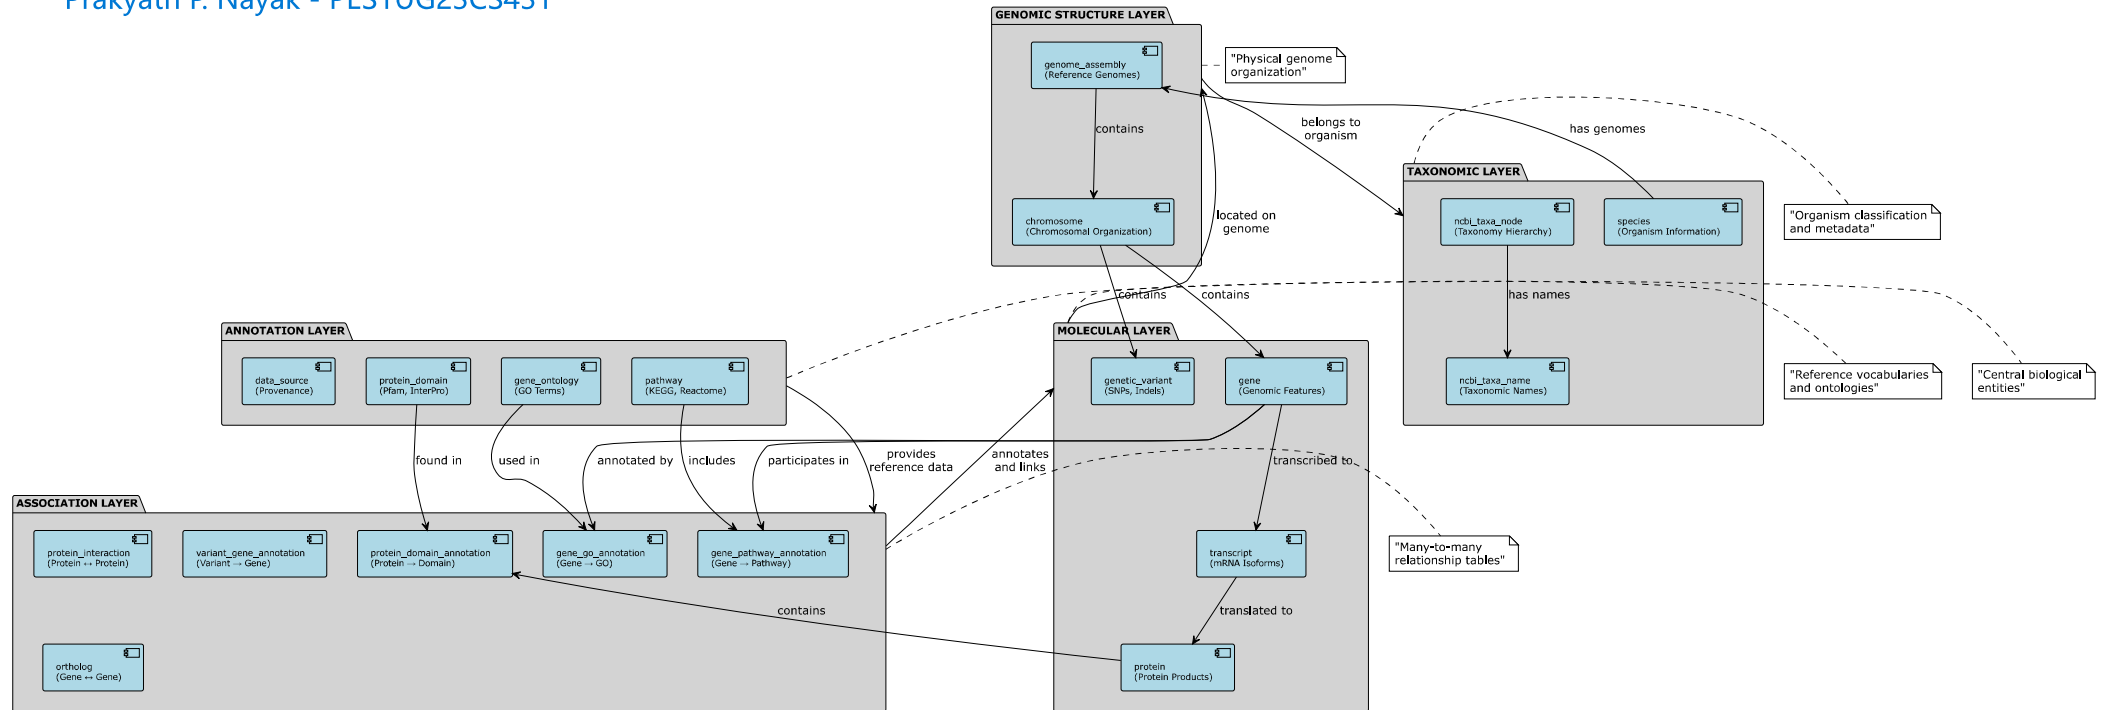 Prakyath P. Nayak - PES1UG23CS431
GENOMIC STRUCTURE LAYER
genome_assembly
(Reference Genomes)
"Physical genome
organization"
contains
belongs to
organism
has genomes
TAXONOMIC LAYER
chromosome
(Chromosomal Organization)
located on
genome
ncbi_taxa_node
(Taxonomy Hierarchy)
species
(Organism Information)
"Organism classification
and metadata"
contains
contains
has names
ANNOTATION LAYER
MOLECULAR LAYER
data_source
(Provenance)
protein_domain
(Pfam, InterPro)
gene_ontology
(GO Terms)
pathway
(KEGG, Reactome)
genetic_variant
(SNPs, Indels)
gene
(Genomic Features)
ncbi_taxa_name
(Taxonomic Names)
"Reference vocabularies
and ontologies"
"Central biological
entities"
found in
used in
annotated by
includes
participates in
provides
reference data
annotates
and links
transcribed to
ASSOCIATION LAYER
protein_interaction
(Protein ↔ Protein)
variant_gene_annotation
(Variant → Gene)
protein_domain_annotation
(Protein → Domain)
gene_go_annotation
(Gene → GO)
gene_pathway_annotation
(Gene → Pathway)
transcript
(mRNA Isoforms)
"Many-to-many
relationship tables"
contains
translated to
ortholog
(Gene ↔ Gene)
protein
(Protein Products)